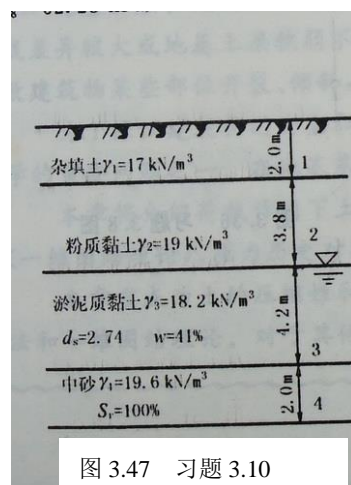 2.0m
1
杂填土γ₁=17 kN/m³
3.8m
2
粉质黏土γ₂=19 kN/m³
淤泥质黏土γ₃=18.2 kN/m³
4.2m
dₛ=2.74 w=41%
3
中砂γ₁=19.6 kN/m³
2.0m
Sᵣ=100%
4
图 3.47 习题 3.10